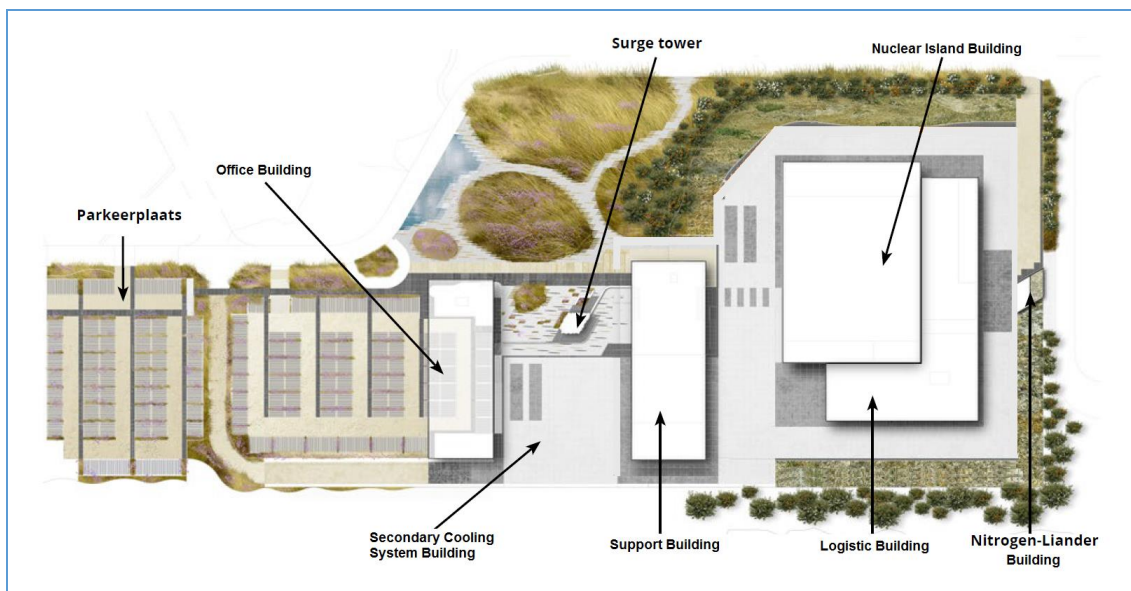 Surge tower
Nuclear Island Building
Office Building
Parkeerplaats
Secondary Cooling
System Building
Support Building
Logistic Building
Nitrogen-Liander
Building